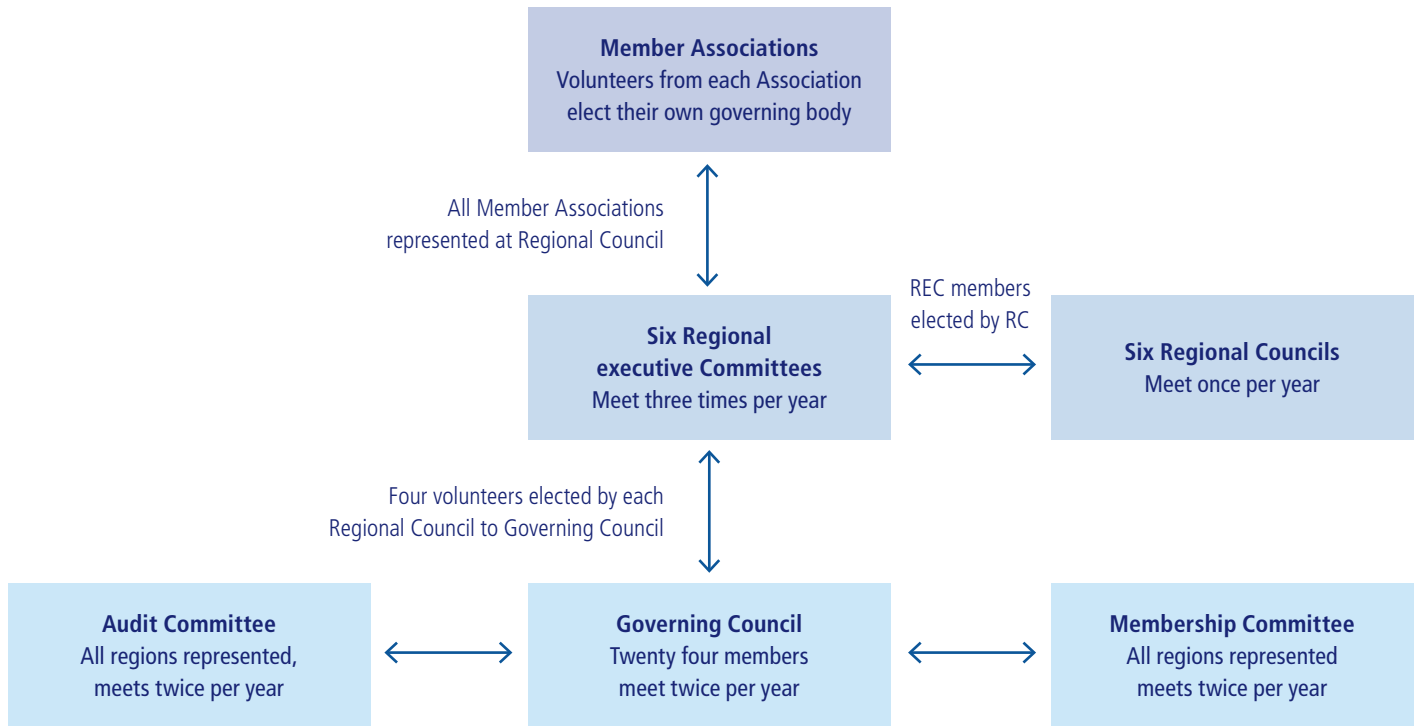 Member Associations
Volunteers from each Association
elect their own governing body
All Member Associations
represented at Regional Council
REC members
elected by RC
Six Regional
executive Committees
Meet three times per year
Six Regional Councils
Meet once per year
Four volunteers elected by each
Regional Council to Governing Council
Audit Committee
All regions represented,
meets twice per year
Governing Council
Twenty four members
meet twice per year
Membership Committee
All regions represented
meets twice per year